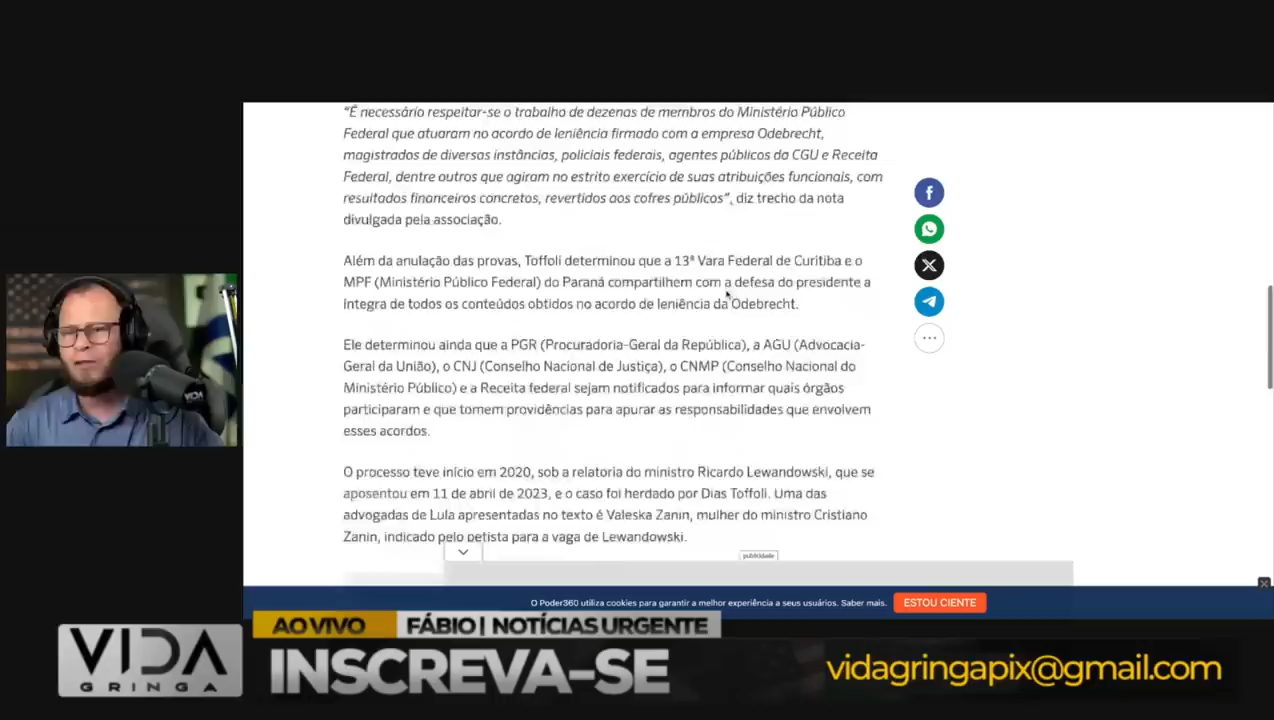 “É necessário respeitar-se o trabalho de dezenas de membros do Ministério Público
Federal que atuaram no acordo de leniência firmado com a empresa Odebrecht,
magistrados de diversas instâncias, policiais federais, agentes públicos da CGU e Receita
Federal, dentre outros que agiram no estrito exercício de suas atribuições funcionais, com
resultados financeiros concretos, revertidos aos cofres públicos”, diz trecho da nota
divulgada pela associação.
Além da anulação das provas, Toffoli determinou que a 13ª Vara Federal de Curitiba e o
MPF (Ministério Público Federal) do Paraná compartilhem com a defesa do presidente a
íntegra de todos os conteúdos obtidos no acordo de leniência da Odebrecht.
Ele determinou ainda que a PGR (Procuradoria-Geral da República), a AGU (Advocacia-
Geral da União), o CNJ (Conselho Nacional de Justiça), o CNMP (Conselho Nacional do
Ministério Público) e a Receita federal sejam notificados para informar quais órgãos
participaram e que tomem providências para apurar as responsabilidades que envolvem
esses acordos.
O processo teve início em 2020, sob a relatoria do ministro Ricardo Lewandowski, que se
aposentou em 11 de abril de 2023, e o caso foi herdado por Dias Toffoli. Uma das
advogadas de Lula apresentadas no texto é Valeska Zanin, mulher do ministro Cristiano
Zanin, indicado pelo petista para a vaga de Lewandowski.
publicidade
O Poder360 utiliza cookies para garantir a melhor experiência a seus usuários. Saber mais.
ESTOU CIENTE
AO VIVO
FÁBIO | NOTÍCIAS URGENTE
VIDA
GRINGA
INSCREVA-SE
vidagringapix@gmail.com